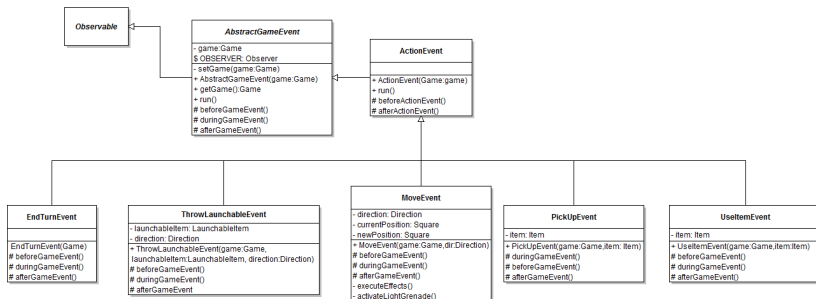 Observable
AbstractGameEvent
- game:Game
$ OBSERVER: Observer
- setGame(game:Game)
+ AbstractGameEvent(game:Game)
+ getGame():Game
+ run()
# beforeGameEvent()
# duringGameEvent()
# afterGameEvent()
ActionEvent
+ ActionEvent(Game:game)
+ run()
# beforeActionEvent()
# afterActionEvent()
EndTurnEvent
EndTurnEvent(Game)
# beforeGameEvent()
# duringGameEvent()
# afterGameEvent()
ThrowLaunchableEvent
- launchableItem: LaunchableItem
- direction: Direction
+ ThrowLaunchableEvent(game:Game,
launchableItem:LaunchableItem, direction:Direction)
# beforeGameEvent()
# duringGameEvent()
# afterGameEvent
MoveEvent
- direction: Direction
- currentPosition: Square
- newPosition: Square
+ MoveEvent(game:Game,dir:Direction)
# beforeGameEvent()
# duringGameEvent()
# afterGameEvent()
- executeEffects()
- activateLightGrenade()
PickUpEvent
- item: Item
+ PickUpEvent(game:Game,item: Item)
# duringGameEvent()
# beforeGameEvent()
# afterGameEvent()
UseItemEvent
- item: Item
+ UseItemEvent(game:Game,item:Item)
# beforeGameEvent()
# duringGameEvent()
# afterGameEvent()